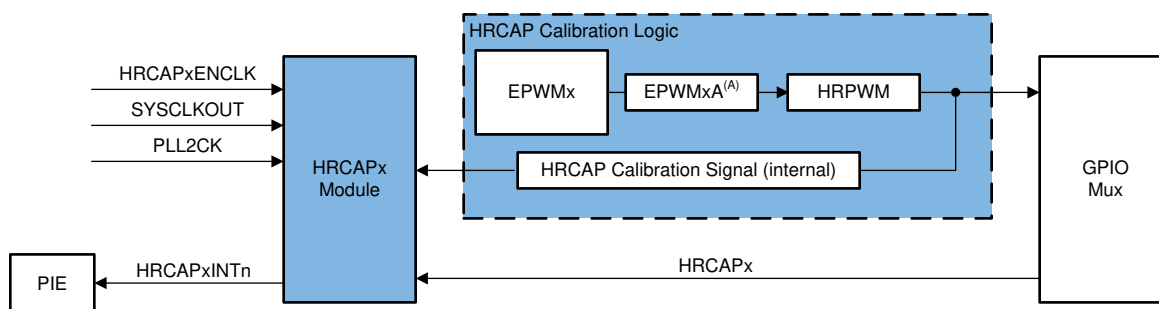 HRCAP Calibration Logic
HRCAPxENCLK
SYSCLKOUT
PLL2CK
EPWMx
EPWMxA(A)
HRPWM
HRCAPx
Module
HRCAP Calibration Signal (internal)
GPIO
Mux
HRCAPx
PIE
HRCAPxINTn